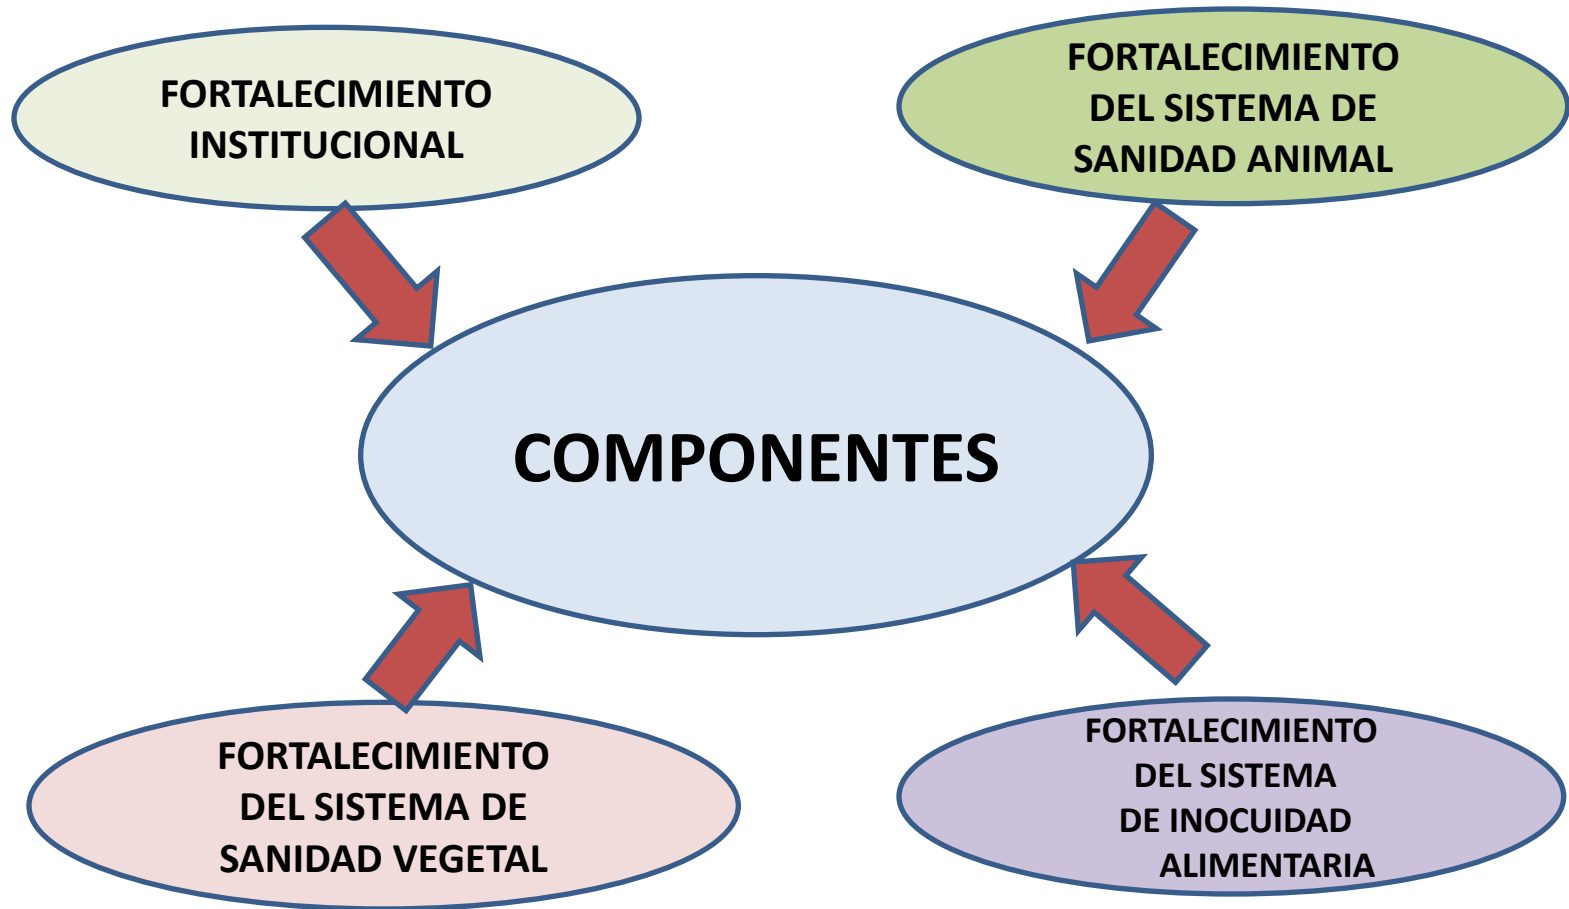 FORTALECIMIENTO
INSTITUCIONAL
FORTALECIMIENTO
DEL SISTEMA DE
SANIDAD ANIMAL
COMPONENTES
FORTALECIMIENTO
DEL SISTEMA DE
SANIDAD VEGETAL
FORTALECIMIENTO
DEL SISTEMA
DE INOCUIDAD
ALIMENTARIA